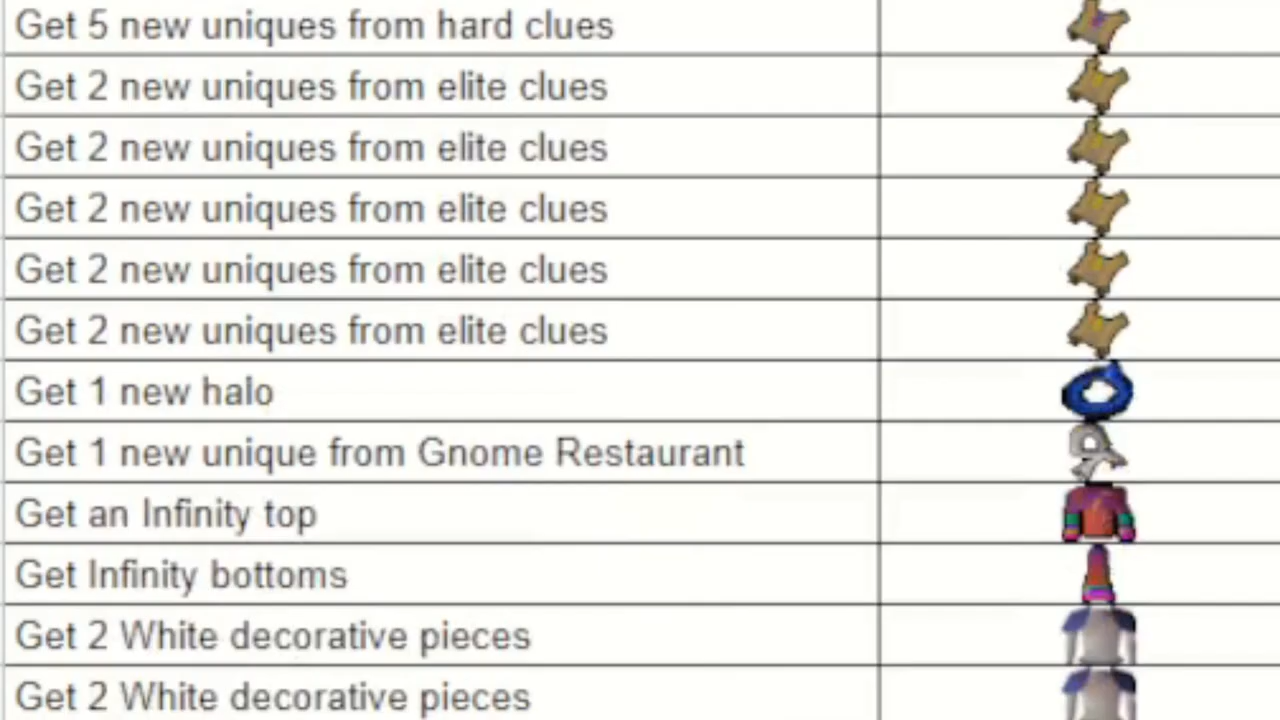 Get 5 new uniques from hard clues
Get 2 new uniques from elite clues
Get 2 new uniques from elite clues
Get 2 new uniques from elite clues
Get 2 new uniques from elite clues
Get 2 new uniques from elite clues
Get 1 new halo
Get 1 new unique from Gnome Restaurant
Get an Infinity top
Get Infinity bottoms
Get 2 White decorative pieces
Get 2 White decorative pieces